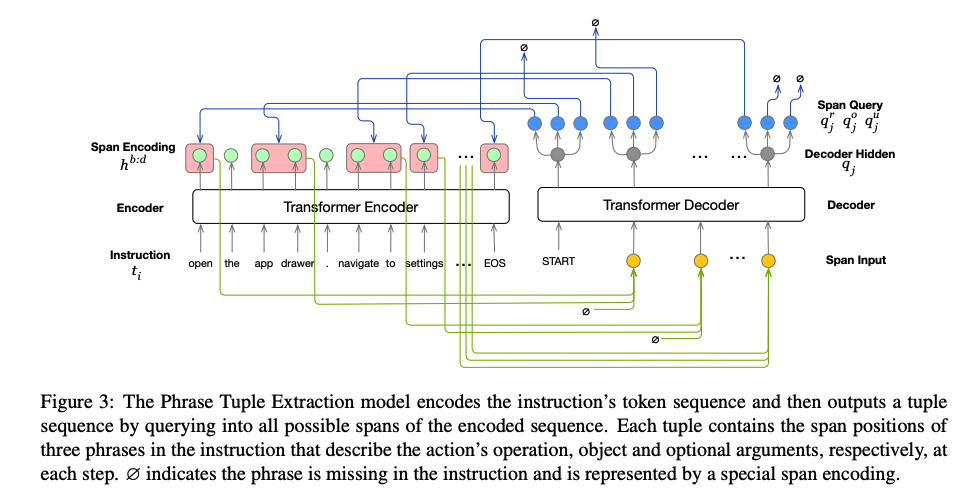 ∅
∅
∅ ∅
Span Query
q_j^r q_j^o q_j^u
Span Encoding
h^{b:d}
...
... ...
Decoder Hidden
q_j
Encoder
Transformer Encoder
Transformer Decoder
Decoder
Instruction
t_i
open the app drawer . navigate to settings ... EOS
START
...
Span Input
∅
∅
Figure 3: The Phrase Tuple Extraction model encodes the instruction's token sequence and then outputs a tuple
sequence by querying into all possible spans of the encoded sequence. Each tuple contains the span positions of
three phrases in the instruction that describe the action's operation, object and optional arguments, respectively, at
each step. ∅ indicates the phrase is missing in the instruction and is represented by a special span encoding.